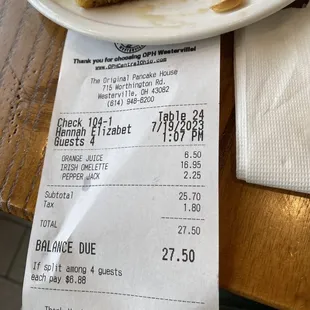 Thank you for choosing OPH Westerville!
www.OPHCentralOhio.com
The Original Pancake House
715 Worthington Rd.
Westerville, OH 43082
(614) 948-6200
Check 104-1 Table 24
Hannah Elizabet 7/19/2023
Guests 4 1:07 PM
ORANGE JUICE 6.50
IRISH OMELETTE 16.95
PEPPER JACK 2.25
Subtotal 25.70
Tax 1.80
TOTAL 27.50
BALANCE DUE 27.50
If split among 4 guests
each pay $6.88